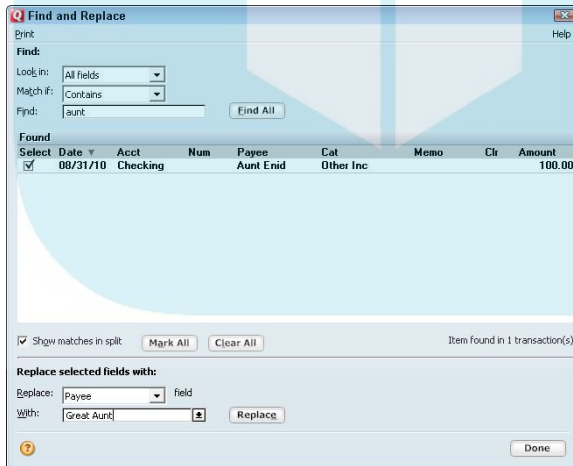 Find and Replace
Print Help
Find:
Look in: All fields
Match if: Contains
Find: aunt Find All
Found
Select Date Acct Num Payee Cat Memo Clr Amount
08/31/10 Checking Aunt Enid Other Inc 100.00
Show matches in split Mark All Clear All Item found in 1 transaction(s)
Replace selected fields with:
Replace: Payee field
With: Great Aunt Replace
? Done